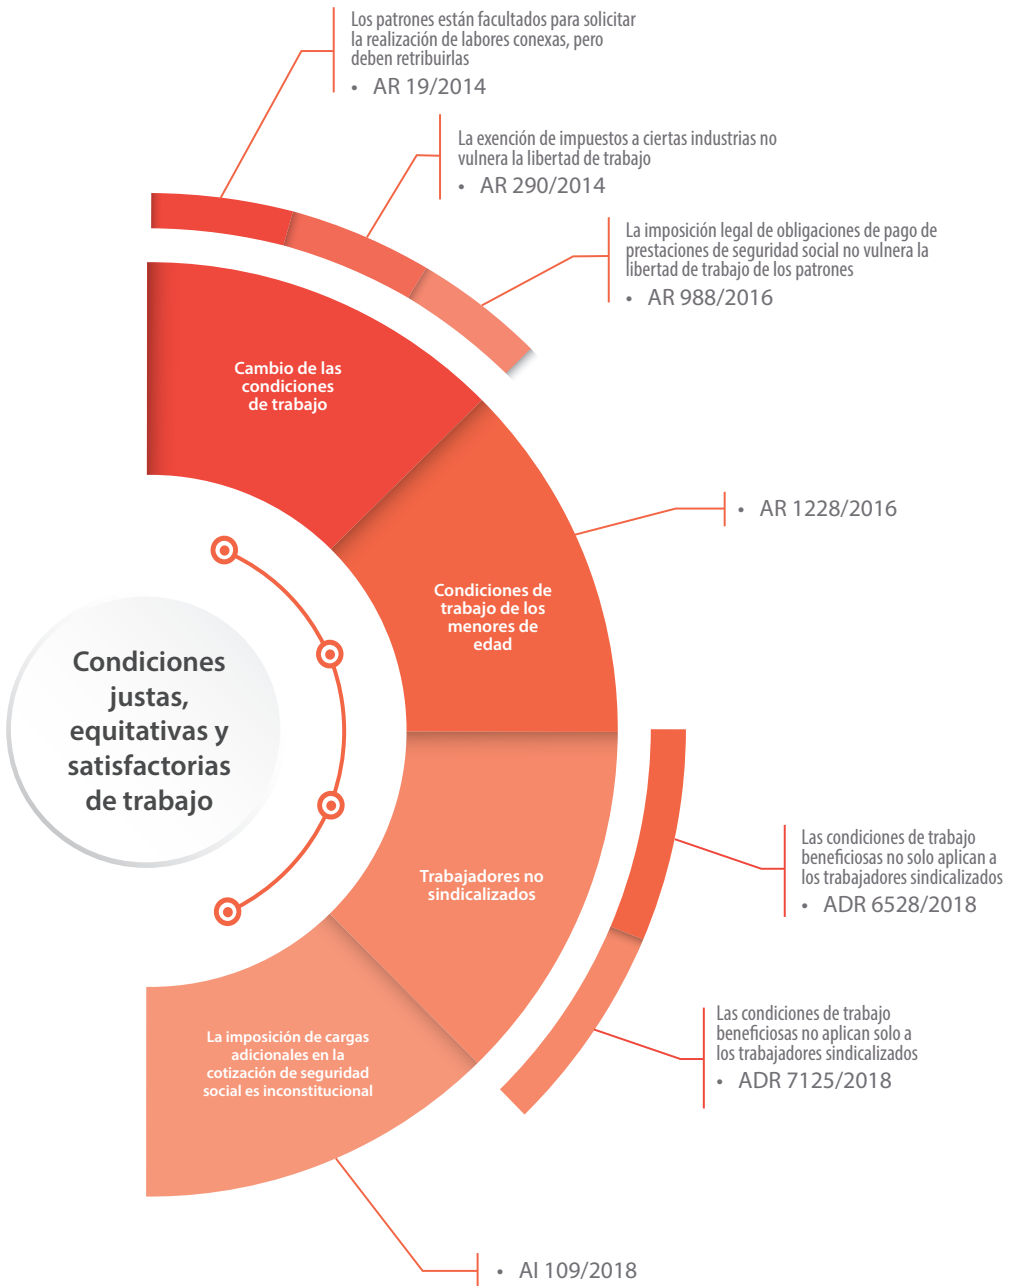 Los patrones están facultados para solicitar
la realización de labores conexas, pero
deben retribuirlas
• AR 19/2014
La exención de impuestos a ciertas industrias no
vulnera la libertad de trabajo
• AR 290/2014
La imposición legal de obligaciones de pago de
prestaciones de seguridad social no vulnera la
libertad de trabajo de los patrones
• AR 988/2016
Cambio de las
condiciones
de trabajo
• AR 1228/2016
Condiciones de
trabajo de los
menores de
edad
Condiciones
justas,
equitativas y
satisfactorias
de trabajo
Trabajadores no
sindicalizados
Las condiciones de trabajo
beneficiosas no solo aplican a
los trabajadores sindicalizados
• ADR 6528/2018
Las condiciones de trabajo
beneficiosas no aplican solo a
los trabajadores sindicalizados
• ADR 7125/2018
La imposición de cargas
adicionales en la
cotización de seguridad
social es inconstitucional
• AI 109/2018